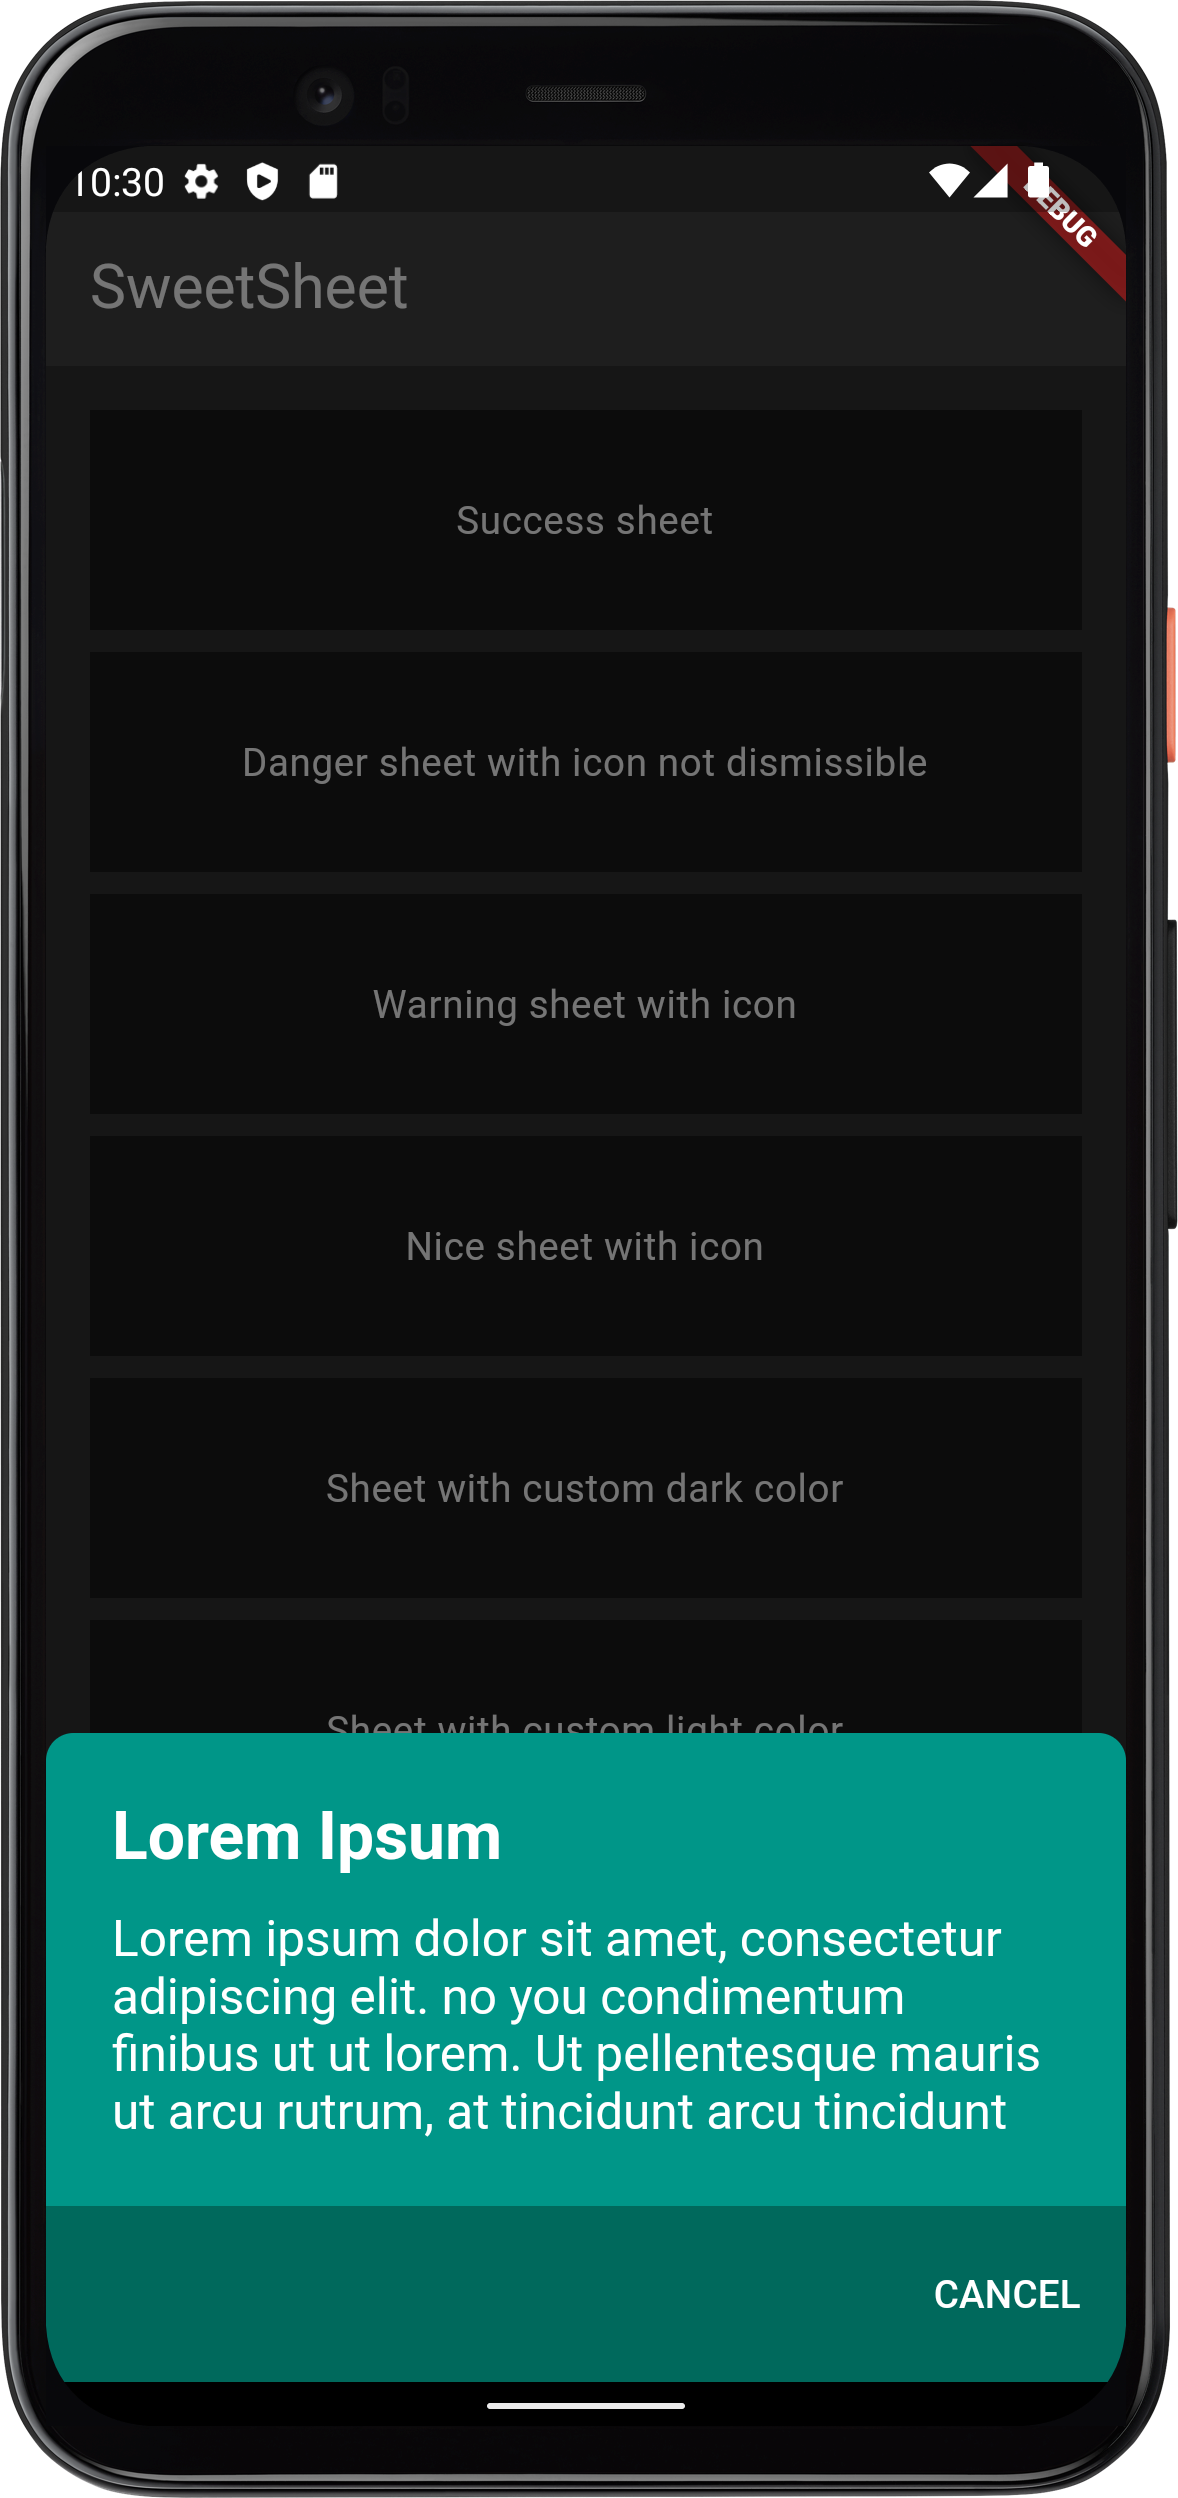 10:30
DEBUG
SweetSheet
Success sheet
Danger sheet with icon not dismissible
Warning sheet with icon
Nice sheet with icon
Sheet with custom dark color
Sheet with custom light color
Lorem Ipsum
Lorem ipsum dolor sit amet, consectetur
adipiscing elit. no you condimentum
finibus ut ut lorem. Ut pellentesque mauris
ut arcu rutrum, at tincidunt arcu tincidunt
CANCEL